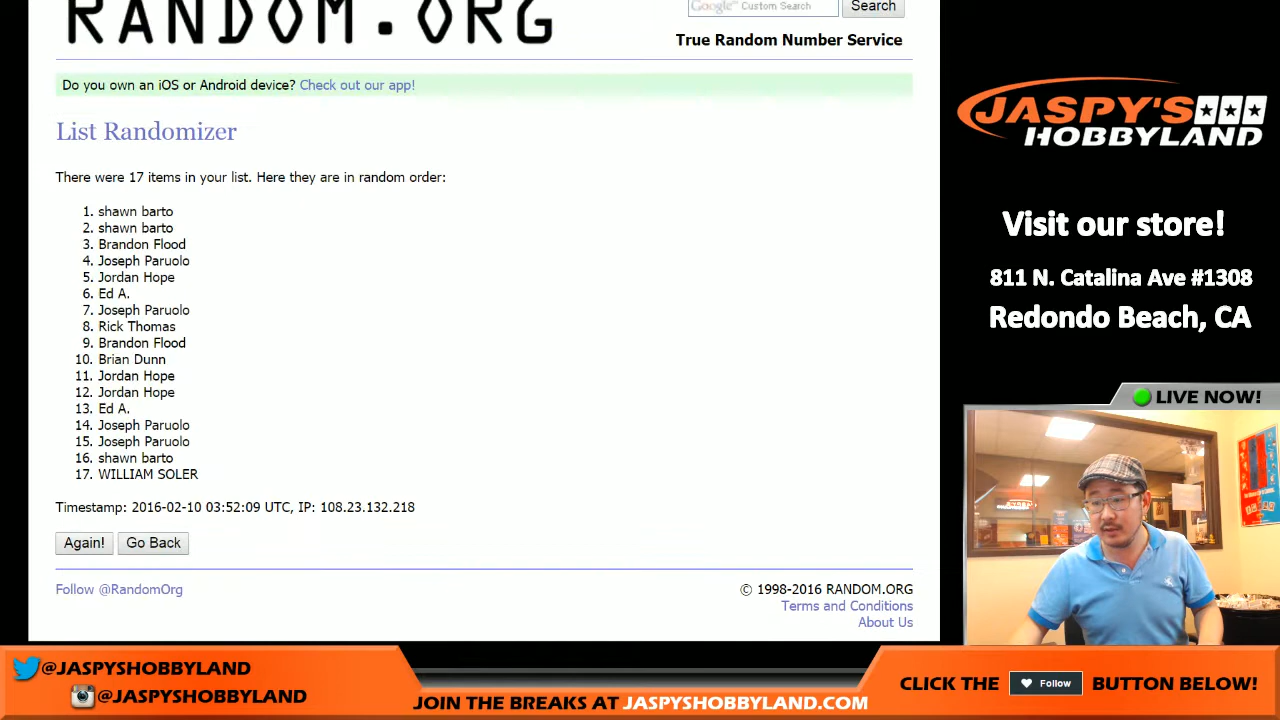 RANDOM.ORG
Google™ Custom Search
Search
True Random Number Service
Do you own an iOS or Android device? Check out our app!
List Randomizer
There were 17 items in your list. Here they are in random order:
1. shawn barto
2. shawn barto
3. Brandon Flood
4. Joseph Paruolo
5. Jordan Hope
6. Ed A.
7. Joseph Paruolo
8. Rick Thomas
9. Brandon Flood
10. Brian Dunn
11. Jordan Hope
12. Jordan Hope
13. Ed A.
14. Joseph Paruolo
15. Joseph Paruolo
16. shawn barto
17. WILLIAM SOLER
Timestamp: 2016-02-10 03:52:09 UTC, IP: 108.23.132.218
Again! Go Back
Follow @RandomOrg
© 1998-2016 RANDOM.ORG
Terms and Conditions
About Us
JASPY'S
HOBBYLAND
Visit our store!
811 N. Catalina Ave #1308
Redondo Beach, CA
LIVE NOW!
@JASPYSHOBBYLAND
@JASPYSHOBBYLAND
JOIN THE BREAKS AT JASPYSHOBBYLAND.COM
CLICK THE Follow BUTTON BELOW!